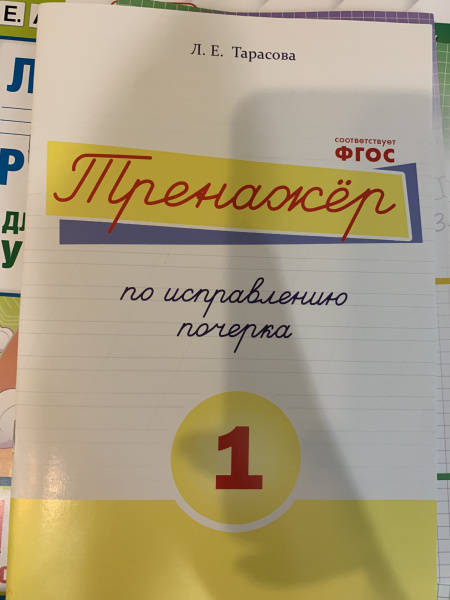 Л. Е. Тарасова
соответствует
ФГОС
Тренажёр
по исправлению
почерка
1